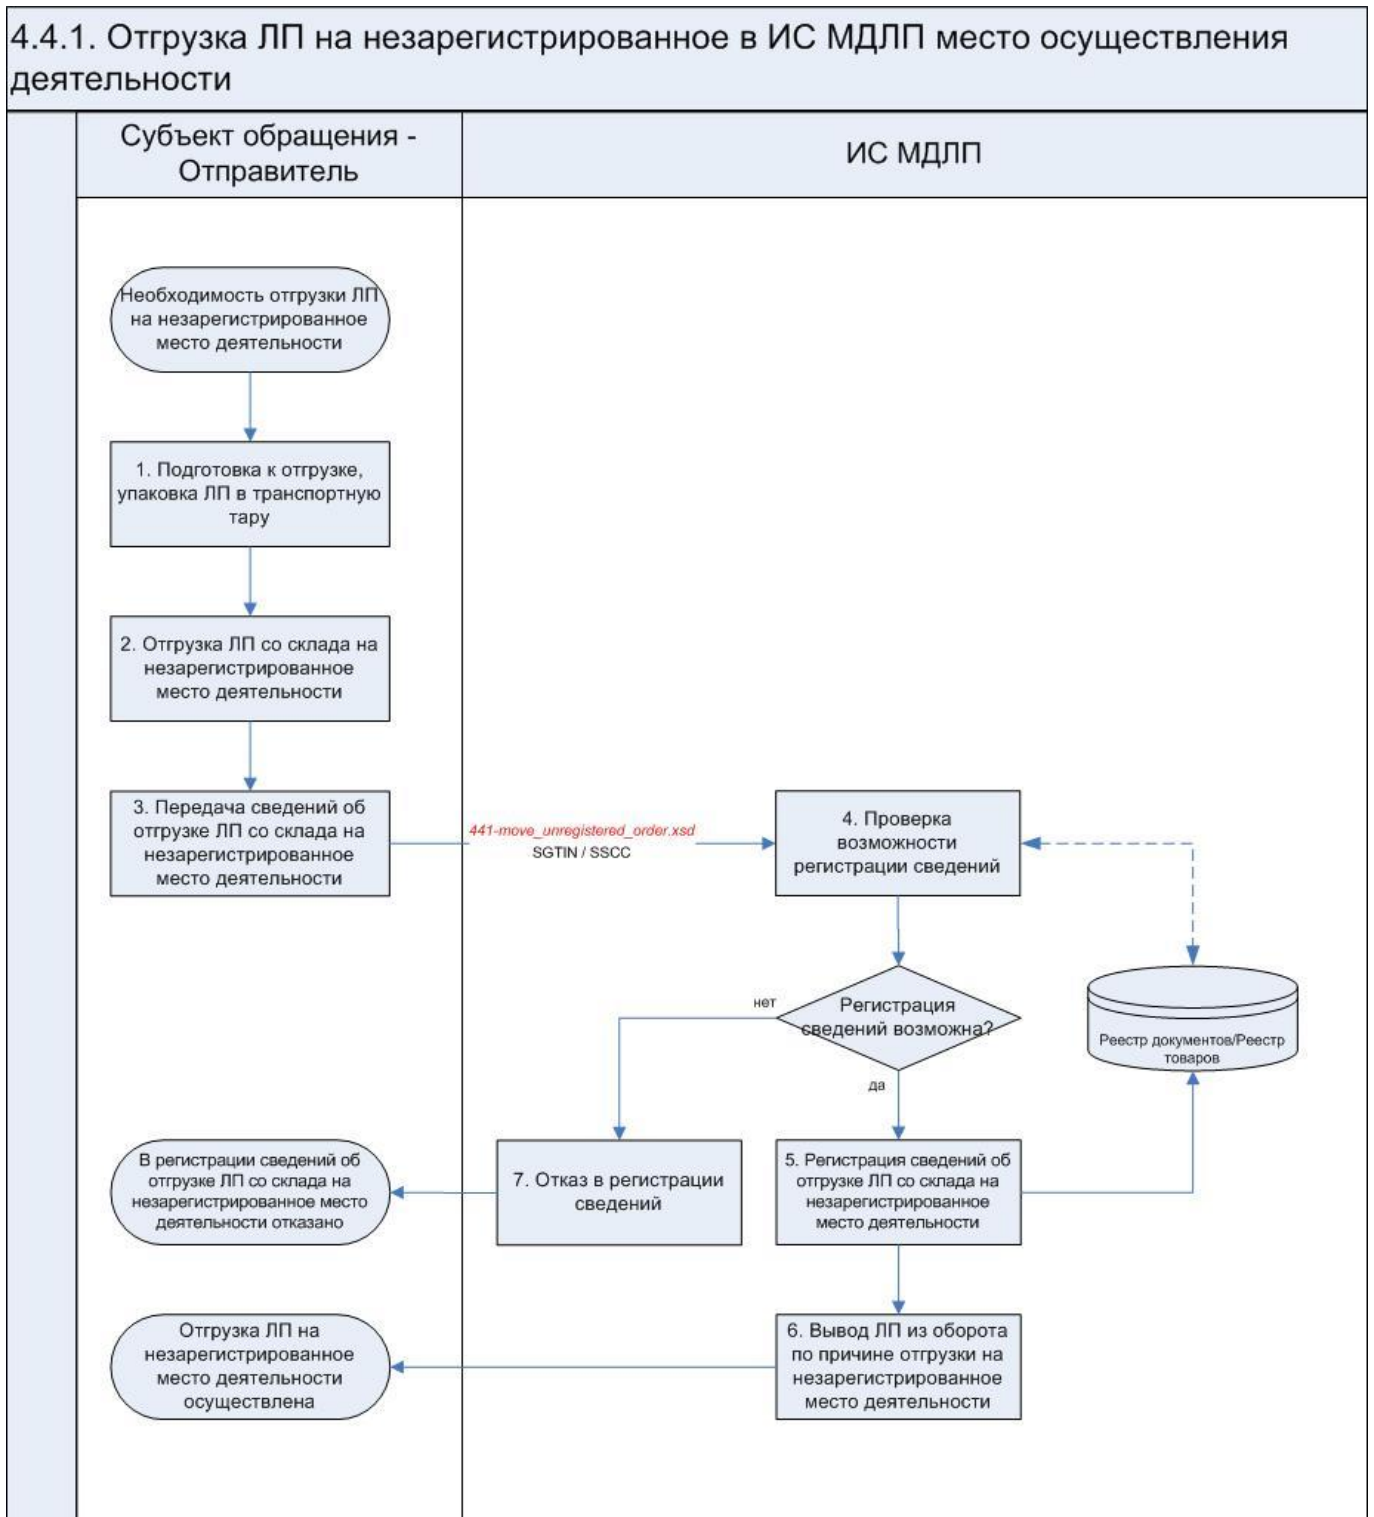 4.4.1. Отгрузка ЛП на незарегистрированное в ИС МДЛП место осуществления
деятельности
Субъект обращения -
Отправитель
ИС МДЛП
Необходимость отгрузки ЛП
на незарегистрированное
место деятельности
1. Подготовка к отгрузке,
упаковка ЛП в транспортную
тару
2. Отгрузка ЛП со склада на
незарегистрированное
место деятельности
3. Передача сведений об
отгрузке ЛП со склада на
незарегистрированное
место деятельности
441-move_unregistered_order.xsd
SGTIN / SSCC
4. Проверка
возможности
регистрации сведений
Регистрация
сведений возможна?
нет
да
Реестр документов/Реестр
товаров
В регистрации сведений об
отгрузке ЛП со склада на
незарегистрированное место
деятельности отказано
7. Отказ в регистрации
сведений
5. Регистрация сведений об
отгрузке ЛП со склада на
незарегистрированное
место деятельности
Отгрузка ЛП на
незарегистрированное
место деятельности
осуществлена
6. Вывод ЛП из оборота
по причине отгрузки на
незарегистрированное
место деятельности